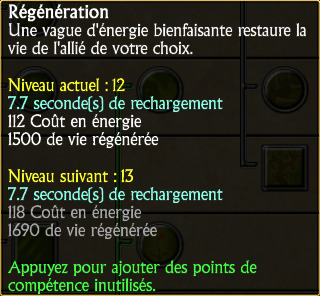 Régénération
Une vague d'énergie bienfaisante restaure la
vie de l'allié de votre choix.
Niveau actuel : 12
7.7 seconde(s) de rechargement
112 Coût en énergie
1500 de vie régénérée
Niveau suivant : 13
7.7 seconde(s) de rechargement
118 Coût en énergie
1690 de vie régénérée
Appuyez pour ajouter des points de
compétence inutilisés.